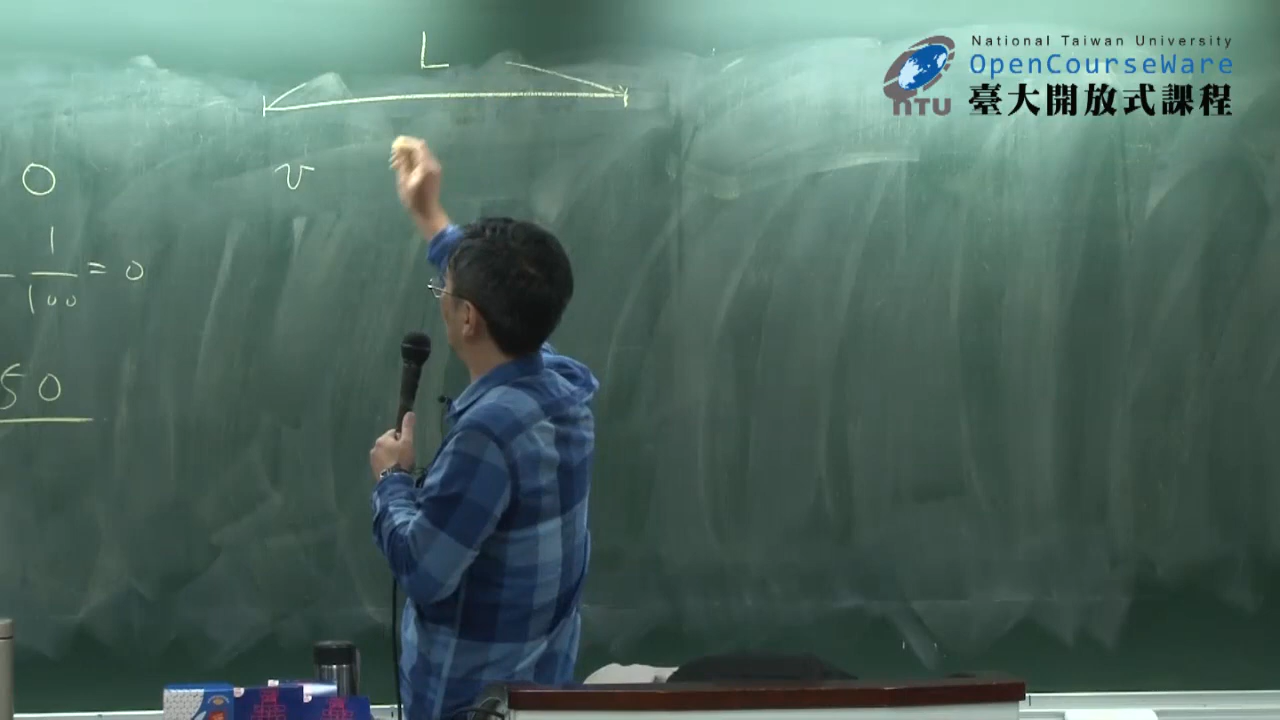 L
National Taiwan University
OpenCourseWare
NTU 臺大開放式課程
0
v
1
— = 0
100
50